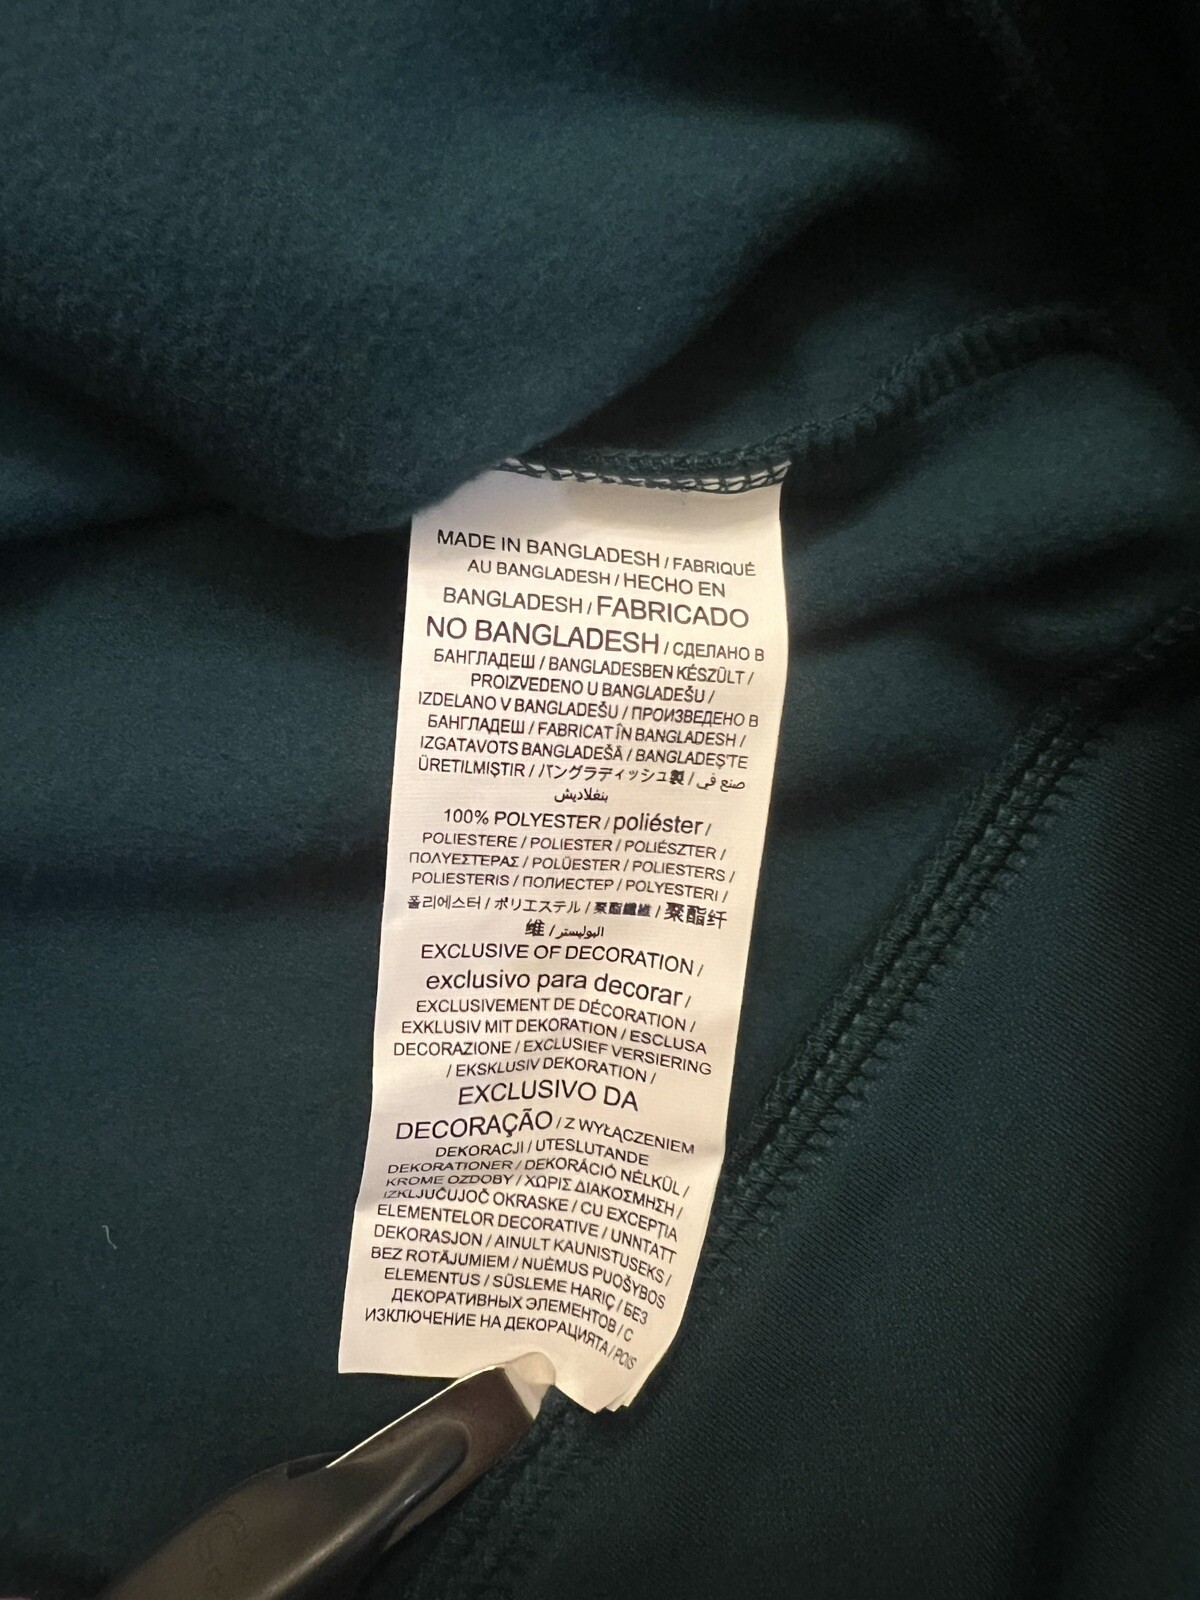 MADE IN BANGLADESH / FABRIQUÉ
AU BANGLADESH / HECHO EN
BANGLADESH / FABRICADO
NO BANGLADESH / СДЕЛАНО В
БАНГЛАДЕШ / BANGLADESBEN KÉSZÜLT /
PROIZVEDENO U BANGLADEŠU /
IZDELANO V BANGLADEŠU / ПРОИЗВЕДЕНО В
БАНГЛАДЕШ / FABRICAT ÎN BANGLADESH /
IZGATAVOTS BANGLADEŠĀ / BANGLADEŞ'TE
ÜRETILMIŞTIR / バングラディッシュ製 / صنع في
بنغلاديش
100% POLYESTER / poliéster /
POLIESTERE / POLIESTER / POLIÉSZTER /
ΠΟΛΥΕΣΤΕΡΑΣ / POLÜESTER / POLIESTERS /
POLIESTERIS / ПОЛИЕСТЕР / POLYESTERI /
폴리에스터 / ポリエステル / 聚酯纖維 / 聚酯纤
维 / البوليستر
EXCLUSIVE OF DECORATION /
exclusivo para decorar /
EXCLUSIVEMENT DE DÉCORATION /
EXKLUSIV MIT DEKORATION / ESCLUSA
DECORAZIONE / EXCLUSIEF VERSIERING
/ EKSKLUSIV DEKORATION /
EXCLUSIVO DA
DECORAÇÃO / Z WYŁĄCZENIEM
DEKORACJI / UTESLUTANDE
DEKORATIONER / DEKORÁCIÓ NÉLKÜL /
KROME OZDOBY / ΧΩΡΙΣ ΔΙΑΚΟΣΜΗΣΗ /
IZKLJUČUJOČ OKRASKE / CU EXCEPȚIA
ELEMENTELOR DECORATIVE / UNNTATT
DEKORASJON / AINULT KAUNISTUSEKS /
BEZ ROTĀJUMIEM / NUĖMUS PUOŠYBOS
ELEMENTUS / SÜSLEME HARIÇ / БЕЗ
ДЕКОРАТИВНЫХ ЭЛЕМЕНТОВ / С
ИЗКЛЮЧЕНИЕ НА ДЕКОРАЦИЯТА / POIS